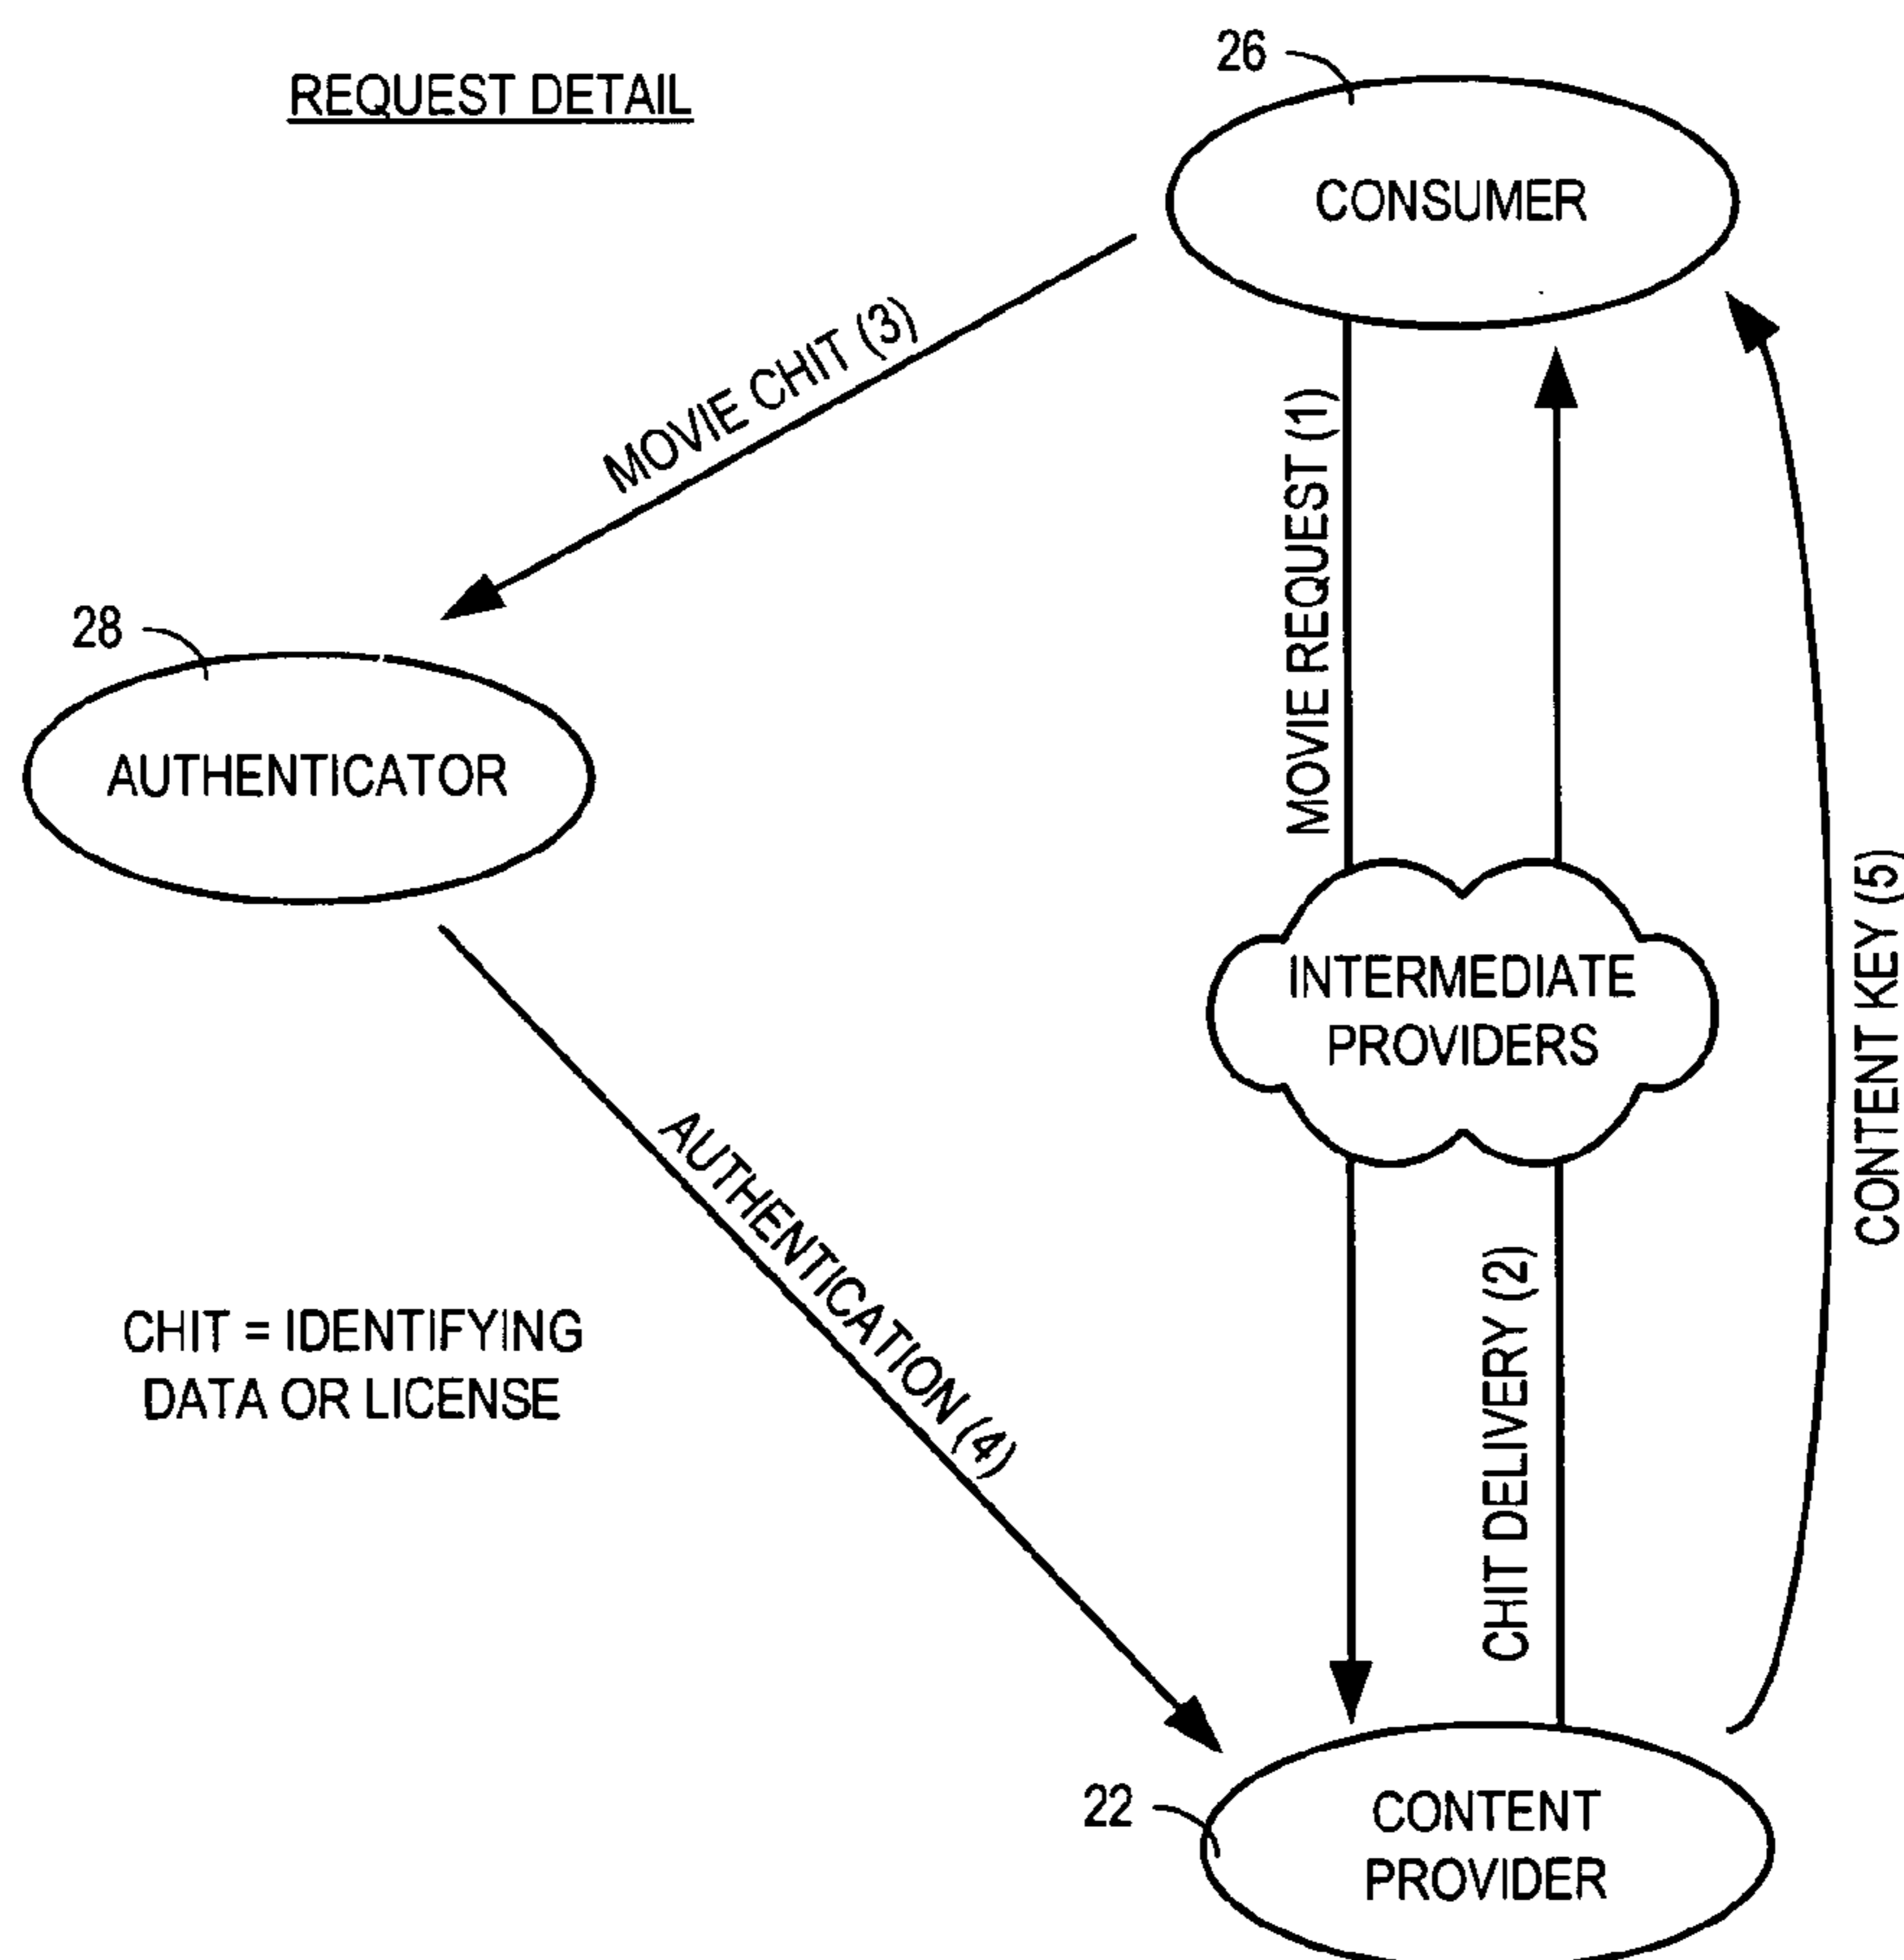 REQUEST DETAIL
26
CONSUMER
MOVIE CHIT (3)
MOVIE REQUEST (1)
28
AUTHENTICATOR
INTERMEDIATE
PROVIDERS
CONTENT KEY (5)
AUTHENTICATION (4)
CHIT DELIVERY (2)
CHIT = IDENTIFYING
DATA OR LICENSE
22
CONTENT
PROVIDER